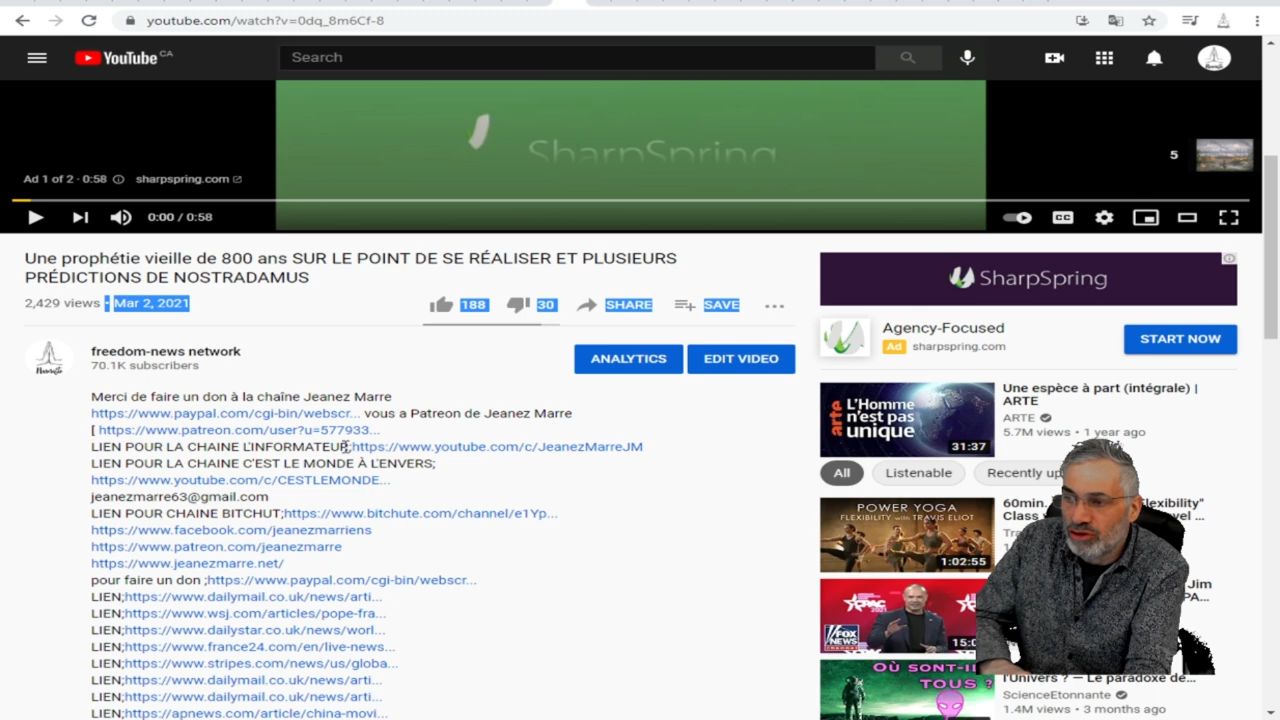 youtube.com/watch?v=0dq_8m6Cf-8
YouTube CA
Search
SharpSpring
5
Ad 1 of 2 · 0:58 sharpspring.com
0:00 / 0:58
CC
Une prophétie vieille de 800 ans SUR LE POINT DE SE RÉALISER ET PLUSIEURS
PRÉDICTIONS DE NOSTRADAMUS
2,429 views • Mar 2, 2021
188 30 SHARE SAVE
freedom-news network
70.1K subscribers
ANALYTICS EDIT VIDEO
Merci de faire un don à la chaîne Jeanez Marre
https://www.paypal.com/cgi-bin/webscr... vous a Patreon de Jeanez Marre
[ https://www.patreon.com/user?u=577933...
LIEN POUR LA CHAINE L'INFORMATEUR;https://www.youtube.com/c/JeanezMarreJM
LIEN POUR LA CHAINE C'EST LE MONDE À L'ENVERS;
https://www.youtube.com/c/CESTLEMONDE...
jeanezmarre63@gmail.com
LIEN POUR CHAINE BITCHUT;https://www.bitchute.com/channel/e1Yp...
https://www.facebook.com/jeanezmarriens
https://www.patreon.com/jeanezmarre
https://www.jeanezmarre.net/
pour faire un don ;https://www.paypal.com/cgi-bin/webscr...
LIEN;https://www.dailymail.co.uk/news/arti...
LIEN;https://www.wsj.com/articles/pope-fra...
LIEN;https://www.dailystar.co.uk/news/worl...
LIEN;https://www.france24.com/en/live-news...
LIEN;https://www.stripes.com/news/us/globa...
LIEN;https://www.dailymail.co.uk/news/arti...
LIEN;https://www.dailymail.co.uk/news/arti...
LIEN;https://apnews.com/article/china-movi...
SharpSpring
Agency-Focused
Ad sharpspring.com
START NOW
arte
L'Homme
n'est pas
unique
31:37
Une espèce à part (intégrale) |
ARTE
ARTE
5.7M views • 1 year ago
All Listenable Recently up
POWER YOGA
FLEXIBILITY WITH TRAVIS ELIOT
1:02:55
60min.
Flexibility"
Class
CPAC
FOX
NEWS
channel
15:0
Jim
OÙ SONT-I
TOUS ?
l'Univers ? — Le paradoxe de...
ScienceEtonnante
1.4M views • 3 months ago